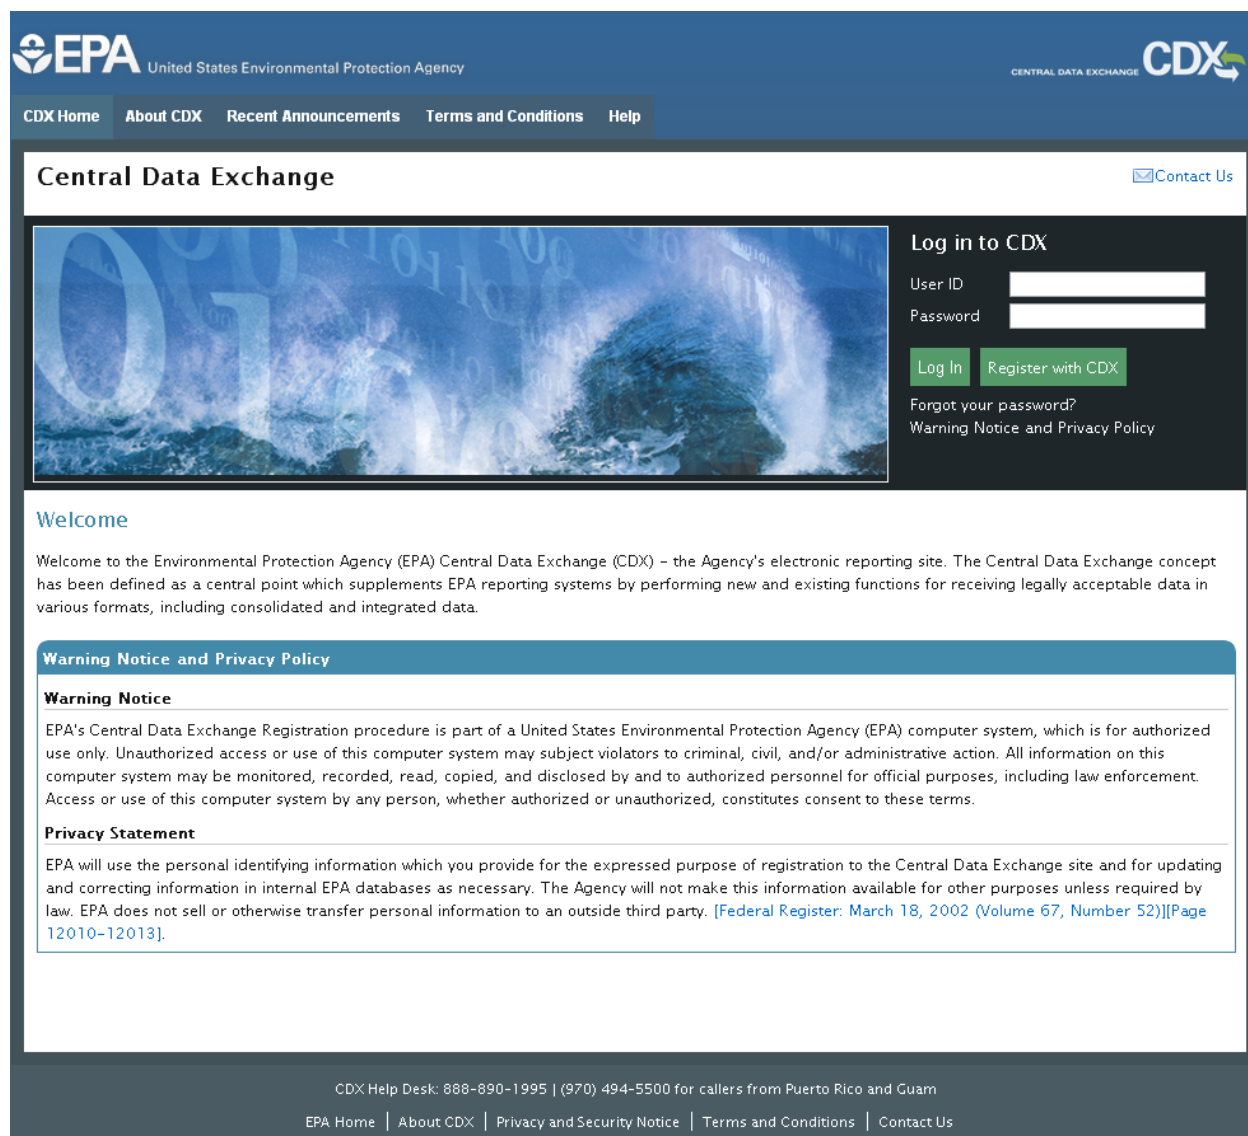 EPA United States Environmental Protection Agency
CENTRAL DATA EXCHANGE CDX
CDX Home About CDX Recent Announcements Terms and Conditions Help
Central Data Exchange
Contact Us
Log in to CDX
User ID
Password
Log In Register with CDX
Forgot your password?
Warning Notice and Privacy Policy
Welcome
Welcome to the Environmental Protection Agency (EPA) Central Data Exchange (CDX) – the Agency's electronic reporting site. The Central Data Exchange concept
has been defined as a central point which supplements EPA reporting systems by performing new and existing functions for receiving legally acceptable data in
various formats, including consolidated and integrated data.
Warning Notice and Privacy Policy
Warning Notice
EPA's Central Data Exchange Registration procedure is part of a United States Environmental Protection Agency (EPA) computer system, which is for authorized
use only. Unauthorized access or use of this computer system may subject violators to criminal, civil, and/or administrative action. All information on this
computer system may be monitored, recorded, read, copied, and disclosed by and to authorized personnel for official purposes, including law enforcement.
Access or use of this computer system by any person, whether authorized or unauthorized, constitutes consent to these terms.
Privacy Statement
EPA will use the personal identifying information which you provide for the expressed purpose of registration to the Central Data Exchange site and for updating
and correcting information in internal EPA databases as necessary. The Agency will not make this information available for other purposes unless required by
law. EPA does not sell or otherwise transfer personal information to an outside third party. [Federal Register: March 18, 2002 (Volume 67, Number 52)][Page
12010–12013].
CDX Help Desk: 888-890-1995 | (970) 494-5500 for callers from Puerto Rico and Guam
EPA Home | About CDX | Privacy and Security Notice | Terms and Conditions | Contact Us